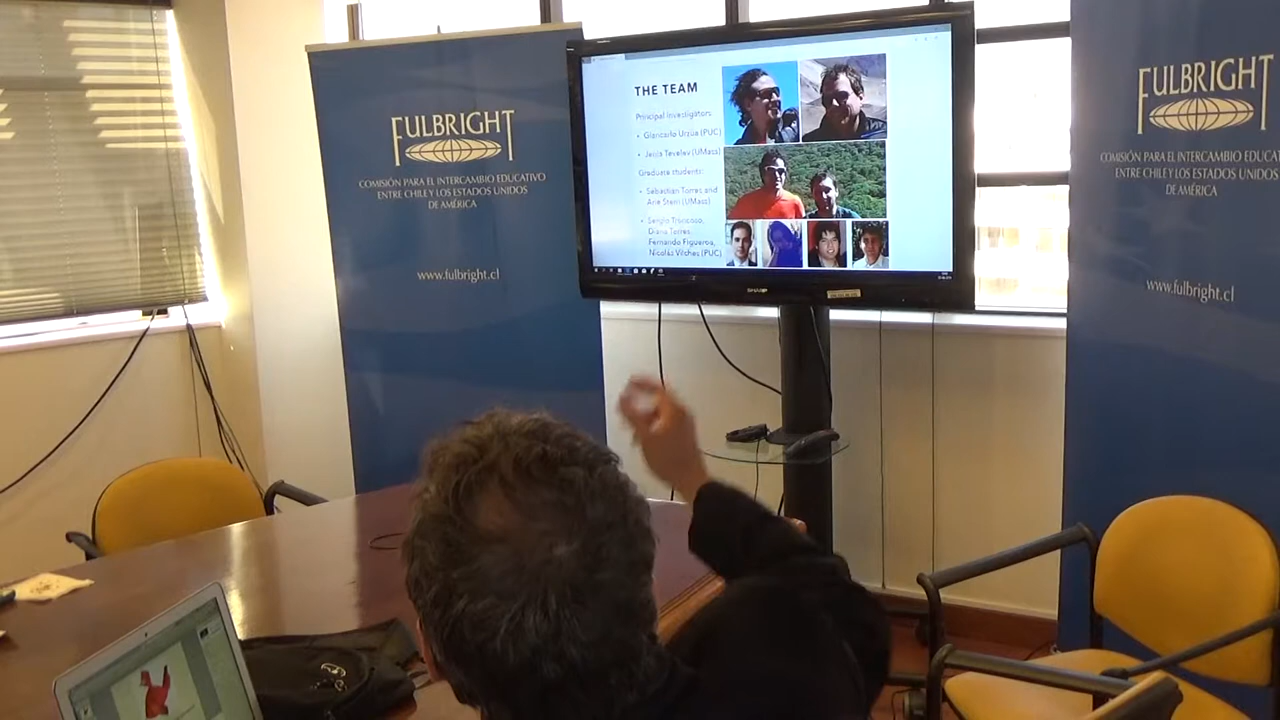 FULBRIGHT
COMISIÓN PARA EL INTERCAMBIO EDUCATIVO
ENTRE CHILE Y LOS ESTADOS UNIDOS
DE AMÉRICA
www.fulbright.cl
THE TEAM
Principal investigators:
• Giancarlo Urzúa (PUC)
• Jenia Tevelev (UMass)
Graduate students:
• Sebastian Torres and
Arie Stern (UMass)
• Sergio Troncoso,
Diana Torres,
Fernando Figueroa,
Nicolás Vilches (PUC)
SHARP
FULBRIGHT
COMISIÓN PARA EL INTERCAMBIO EDUCATI
ENTRE CHILE Y LOS ESTADOS UNIDOS
DE AMÉRICA
www.fulbright.cl